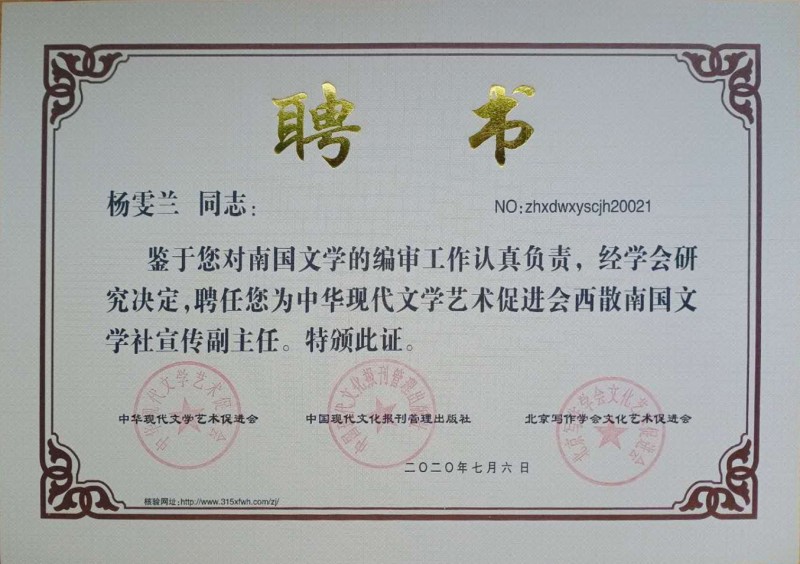 聘 书
杨雯兰 同志：
NO:zhxdwxyscjh20021
鉴于您对南国文学的编审工作认真负责，经学会研
究决定，聘任您为中华现代文学艺术促进会西散南国文
学社宣传副主任。特颁此证。
中华现代文学艺术促进会
中国现代文化报刊管理出版社
北京写作学会文化艺术促进会
二〇二〇年七月六日
核验网址:http://www.315xfwh.com/zj/